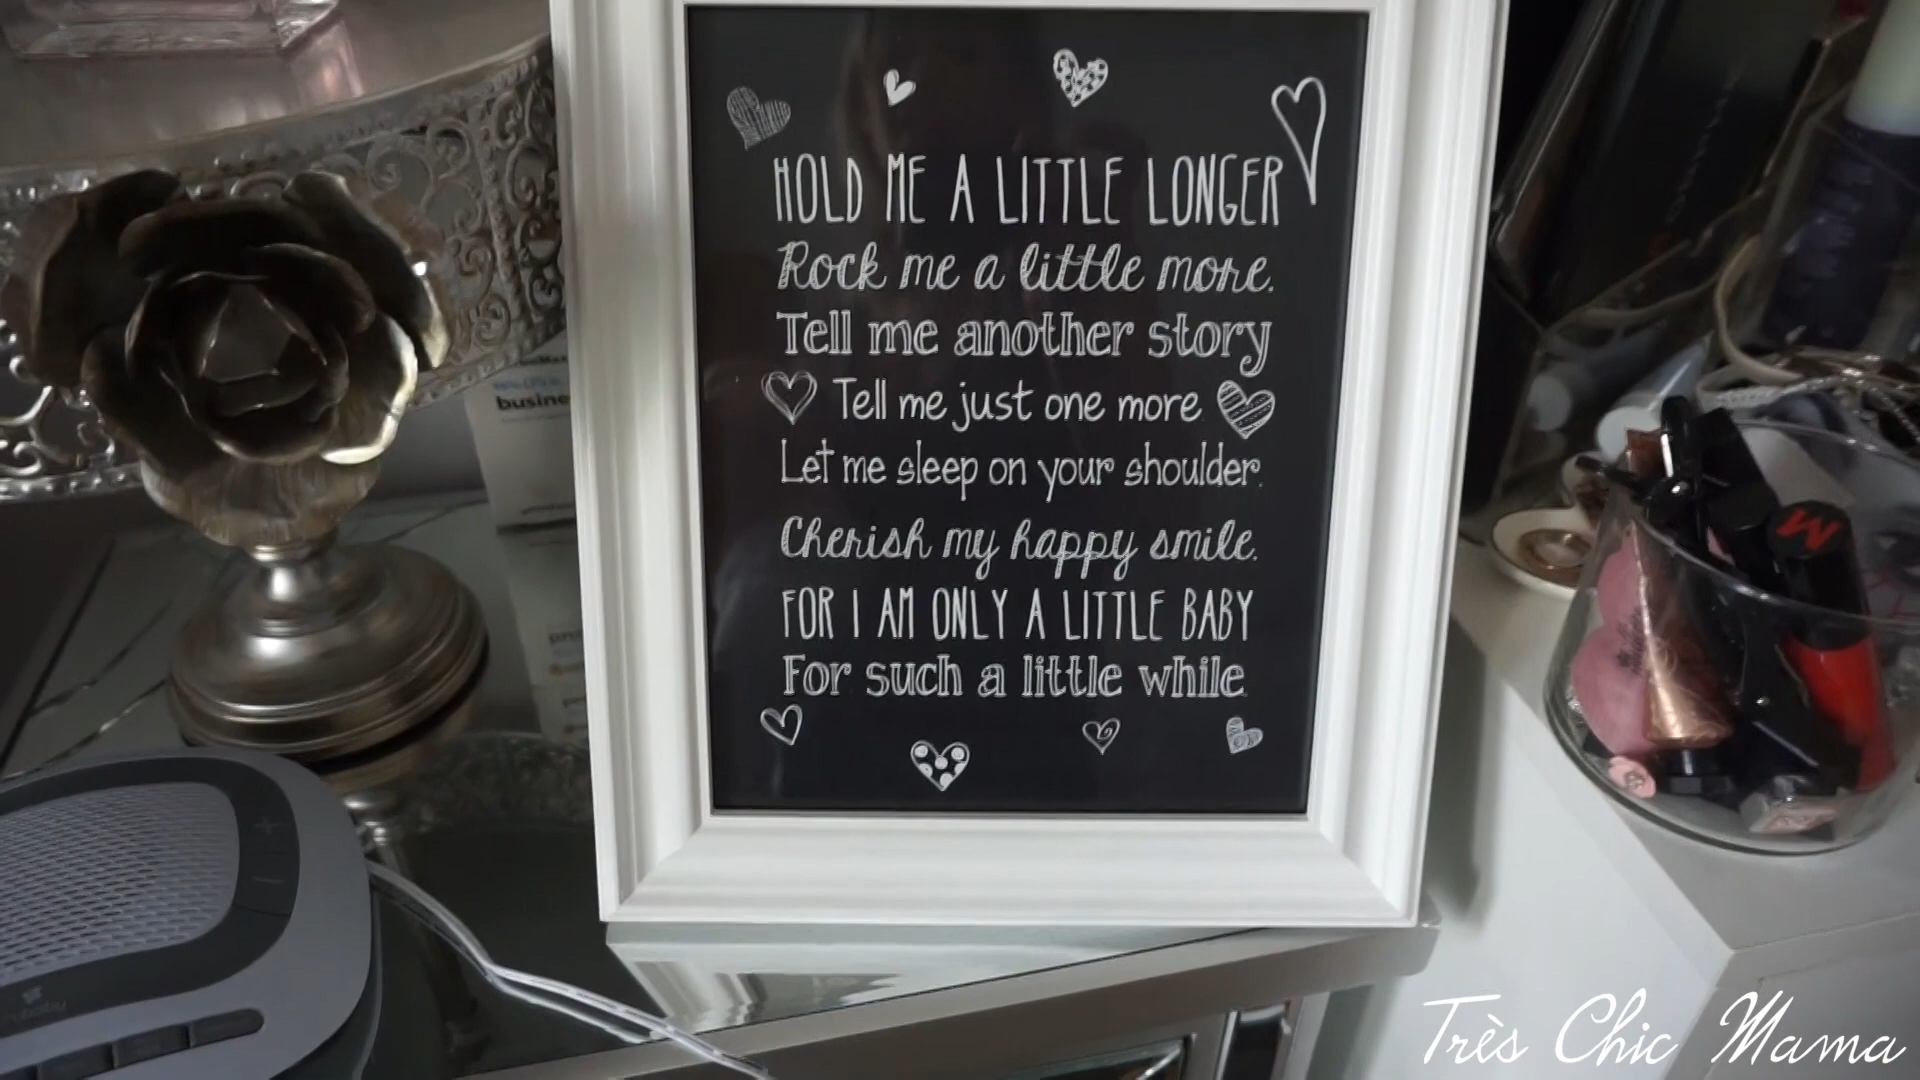 HOLD ME A LITTLE LONGER
Rock me a little more.
Tell me another story
Tell me just one more
Let me sleep on your shoulder.
Cherish my happy smile.
FOR I AM ONLY A LITTLE BABY
For such a little while
busine
M
Très Chic Mama